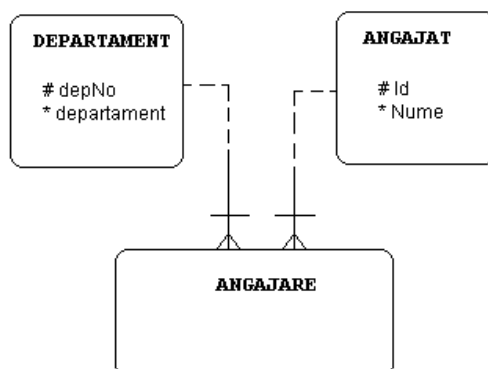 DEPARTAMENT
# depNo
* departament
ANGAJAT
# Id
* Nume
ANGAJARE